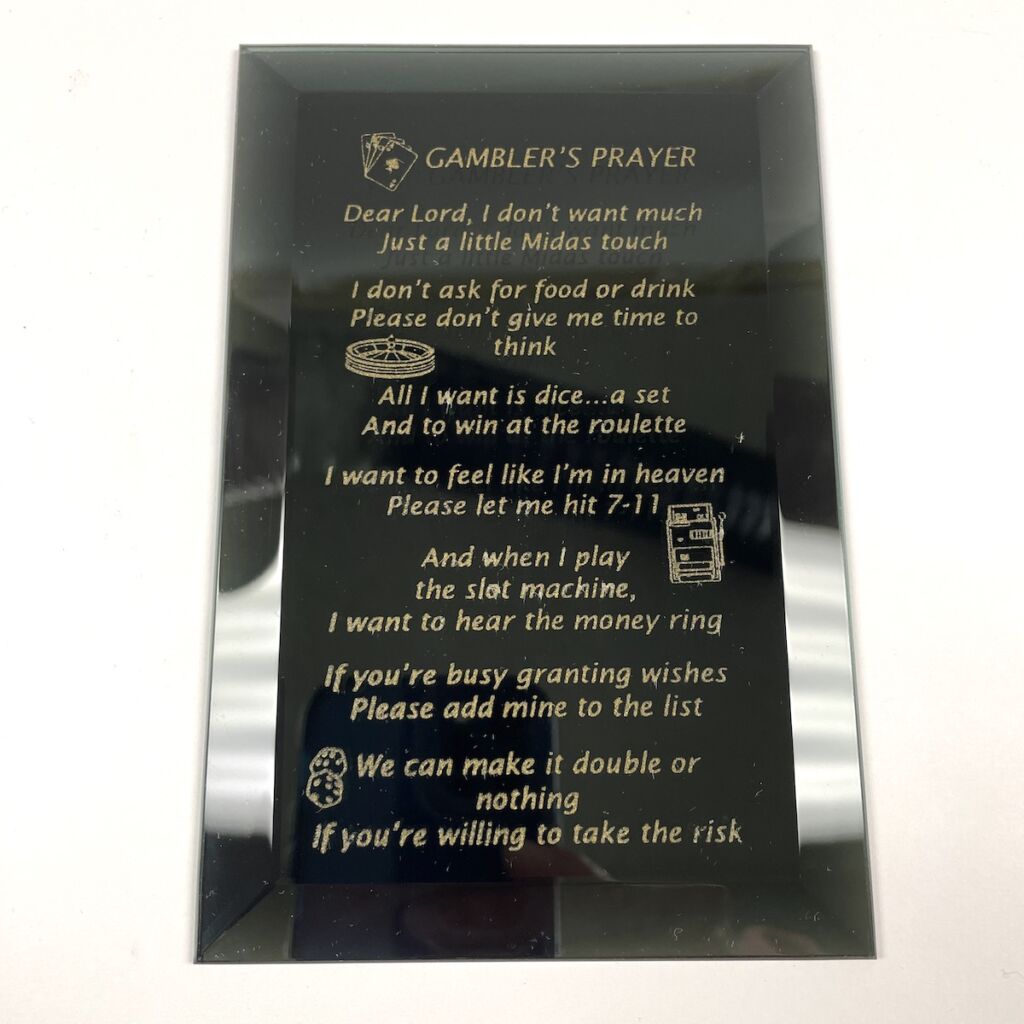 GAMBLER'S PRAYER
Dear Lord, I don't want much
Just a little Midas touch
I don't ask for food or drink
Please don't give me time to
think
All I want is dice...a set
And to win at the roulette
I want to feel like I'm in heaven
Please let me hit 7-11
And when I play
the slot machine,
I want to hear the money ring
If you're busy granting wishes
Please add mine to the list
We can make it double or
nothing
If you're willing to take the risk